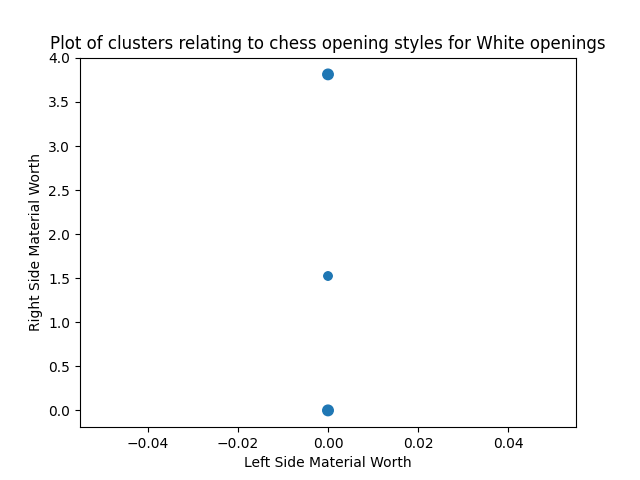 Plot of clusters relating to chess opening styles for White openings
4.0
3.5
3.0
2.5
2.0
1.5
1.0
0.5
0.0
Right Side Material Worth
−0.04 −0.02 0.00 0.02 0.04
Left Side Material Worth